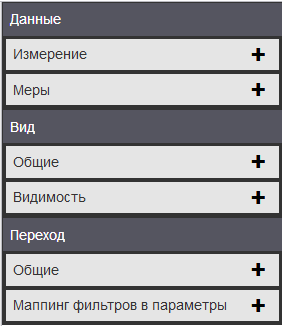 Данные
Измерение
Меры
Вид
Общие
Видимость
Переход
Общие
Маппинг фильтров в параметры